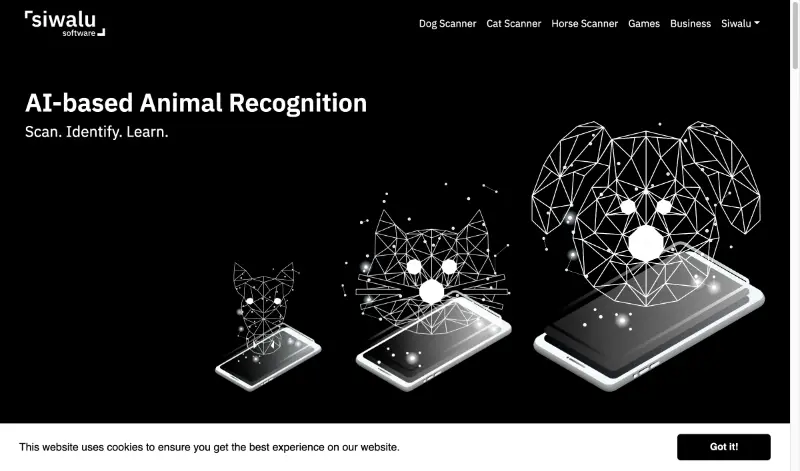 siwalu
software
Dog Scanner Cat Scanner Horse Scanner Games Business Siwalu
AI-based Animal Recognition
Scan. Identify. Learn.
This website uses cookies to ensure you get the best experience on our website.
Got it!